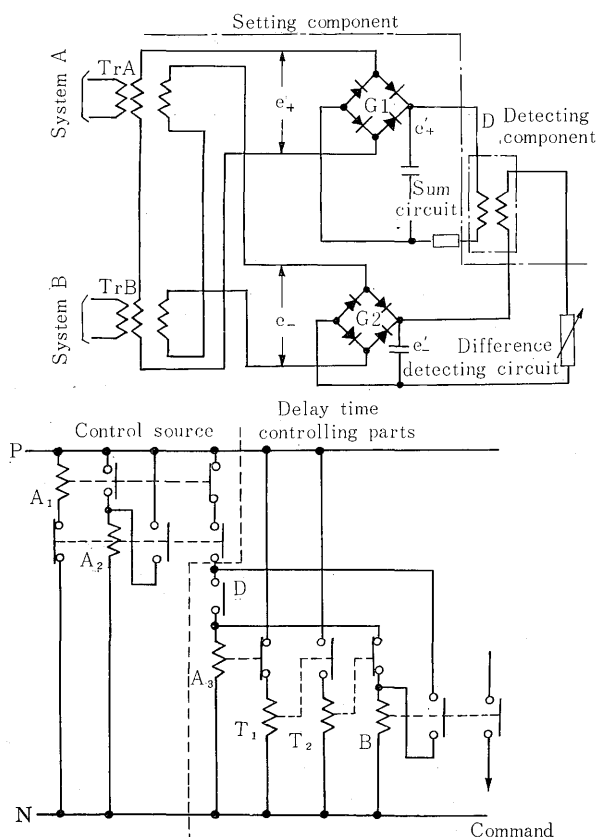 Setting component
System A
TrA
e+
G1
e'+
D
Detecting
component
Sum
circuit
System B
TrB
e-
G2
e'-
Difference
detecting circuit
Delay time
controlling parts
Control source
P
A1
A2
D
A3
T1
T2
B
N
Command